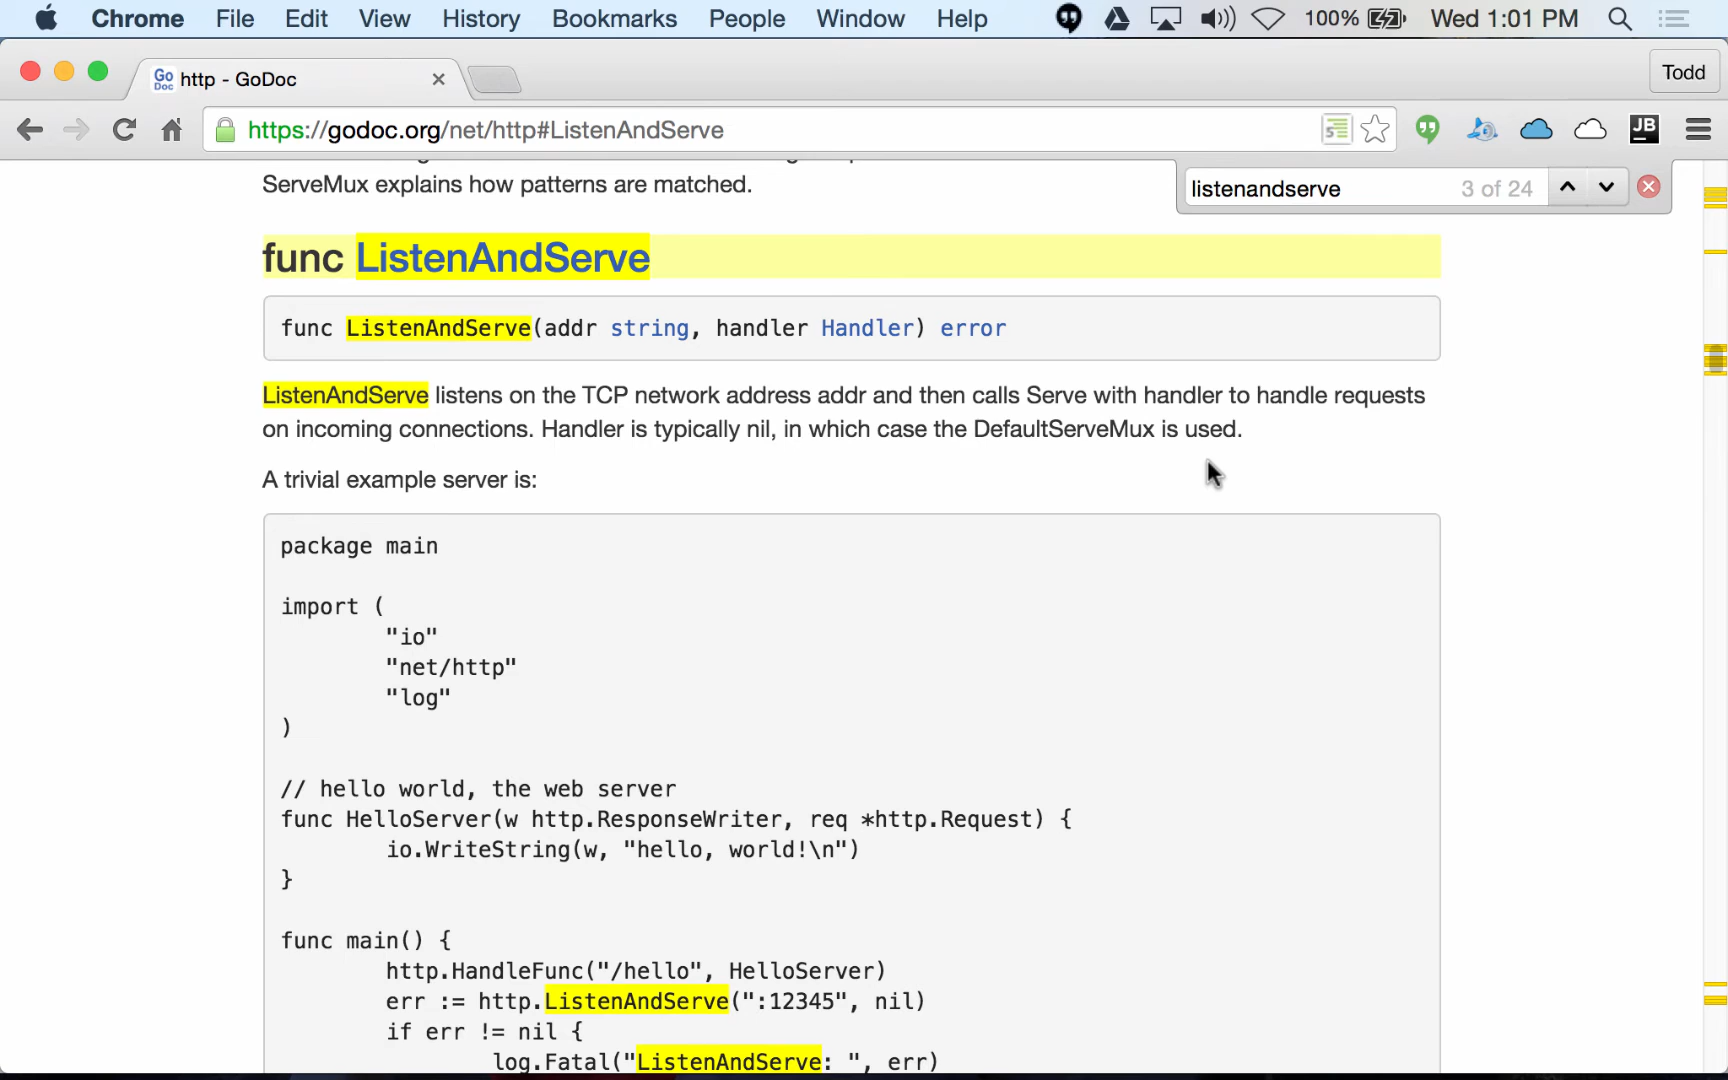 Chrome File Edit View History Bookmarks People Window Help 100% Wed 1:01 PM
Go Doc http - GoDoc Todd
https://godoc.org/net/http#ListenAndServe JB
ServeMux explains how patterns are matched.
listenandserve 3 of 24
func ListenAndServe
func ListenAndServe(addr string, handler Handler) error
ListenAndServe listens on the TCP network address addr and then calls Serve with handler to handle requests
on incoming connections. Handler is typically nil, in which case the DefaultServeMux is used.
A trivial example server is:
package main
import (
"io"
"net/http"
"log"
)
// hello world, the web server
func HelloServer(w http.ResponseWriter, req *http.Request) {
io.WriteString(w, "hello, world!\n")
}
func main() {
http.HandleFunc("/hello", HelloServer)
err := http.ListenAndServe(":12345", nil)
if err != nil {
log.Fatal("ListenAndServe: ", err)